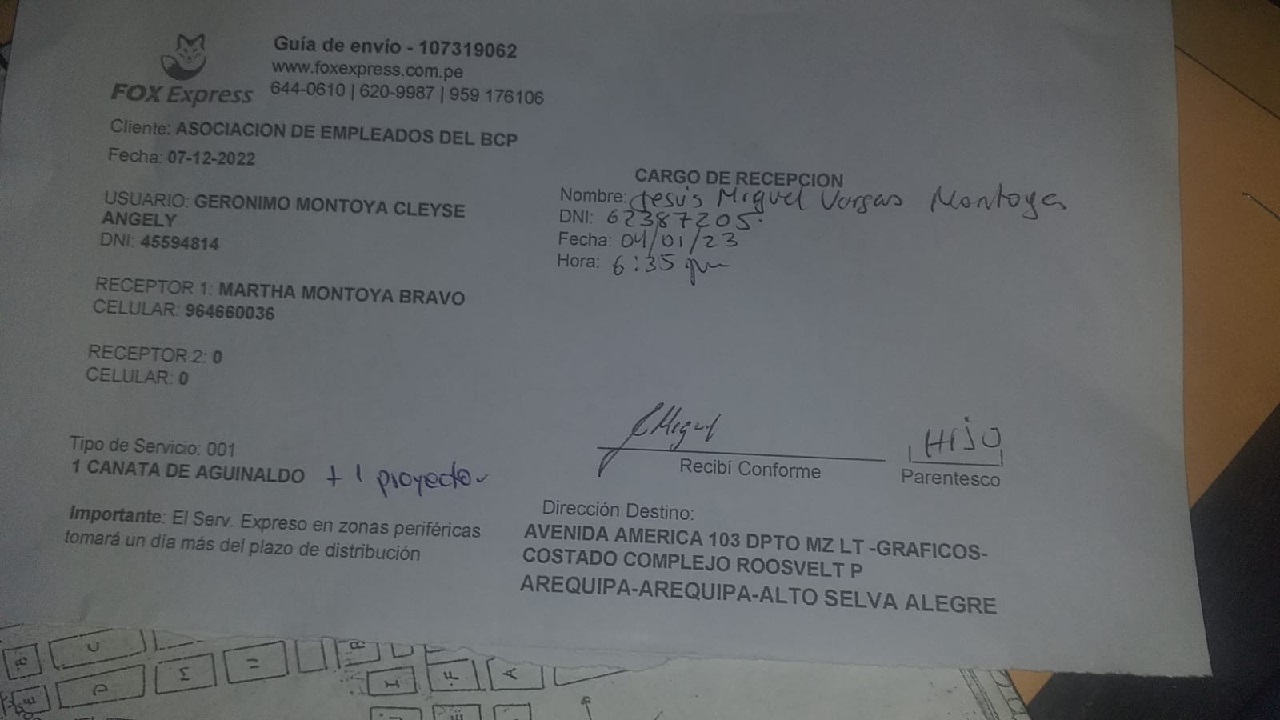 FOX Express
Guía de envío - 107319062
www.foxexpress.com.pe
644-0610 | 620-9987 | 959 176106
Cliente: ASOCIACION DE EMPLEADOS DEL BCP
Fecha: 07-12-2022
USUARIO: GERONIMO MONTOYA CLEYSE
ANGELY
DNI: 45594814
RECEPTOR 1: MARTHA MONTOYA BRAVO
CELULAR: 964660036
RECEPTOR 2: 0
CELULAR: 0
Tipo de Servicio: 001
1 CANATA DE AGUINALDO + 1 proyector
Importante: El Serv. Expreso en zonas periféricas
tomará un día más del plazo de distribución
CARGO DE RECEPCION
Nombre: Jesús Miguel Vargas Montoya
DNI: 62387205
Fecha: 04/01/23
Hora: 6:35 pm
Miguel
Recibí Conforme
HIJO
Parentesco
Dirección Destino:
AVENIDA AMERICA 103 DPTO MZ LT -GRAFICOS-
COSTADO COMPLEJO ROOSVELT P
AREQUIPA-AREQUIPA-ALTO SELVA ALEGRE